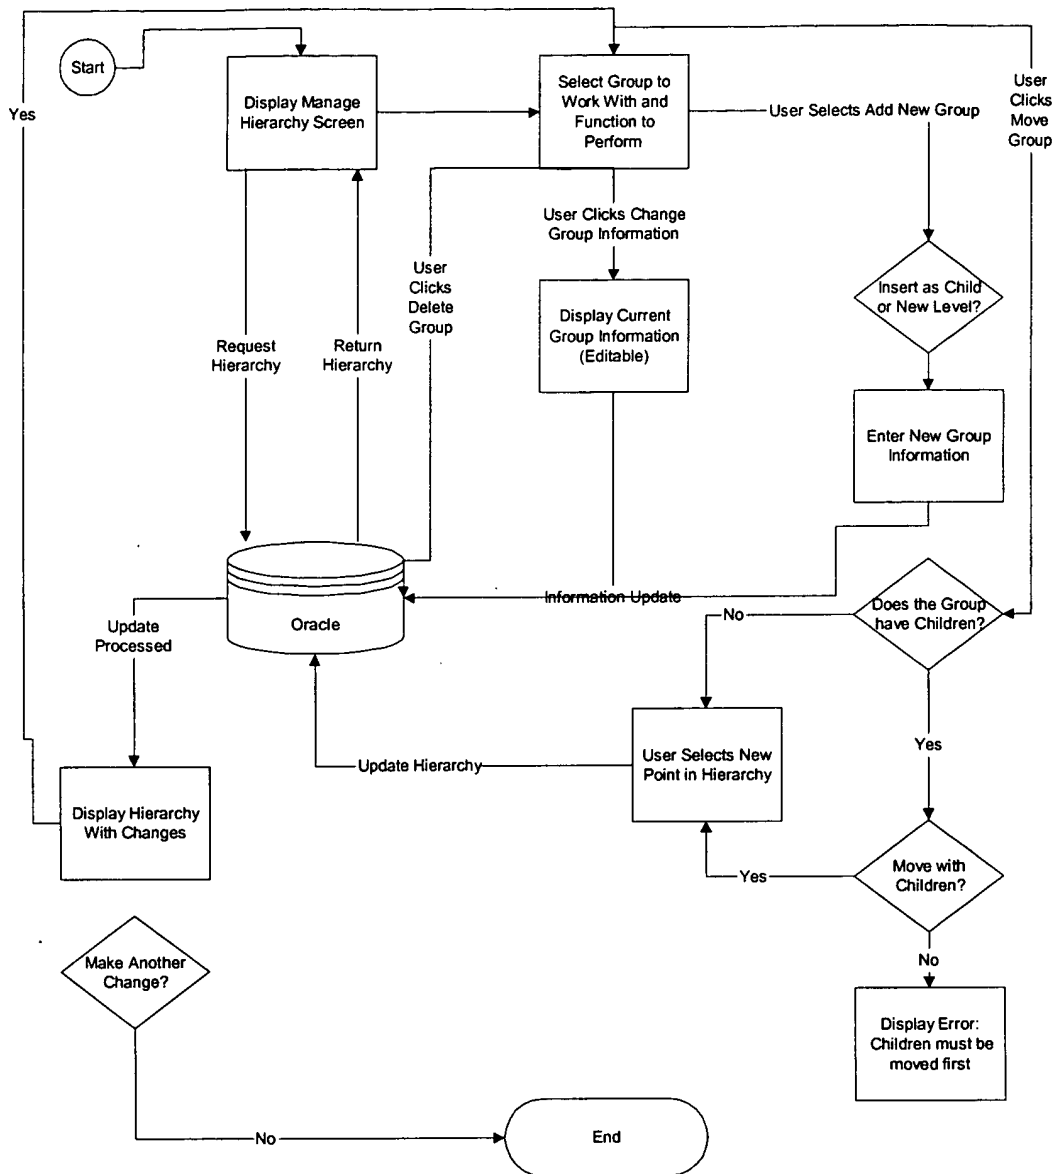 Start
Yes
Display Manage
Hierarchy Screen
Select Group to
Work With and
Function to
Perform
User Selects Add New Group
User
Clicks
Move
Group
User Clicks Change
Group Information
User
Clicks
Delete
Group
Insert as Child
or New Level?
Display Current
Group Information
(Editable)
Request
Hierarchy
Return
Hierarchy
Enter New Group
Information
Information Update
Oracle
Update
Processed
Does the Group
have Children?
No
Yes
User Selects New
Point in Hierarchy
Update Hierarchy
Display Hierarchy
With Changes
Move with
Children?
Yes
No
Make Another
Change?
Display Error:
Children must be
moved first
No
End